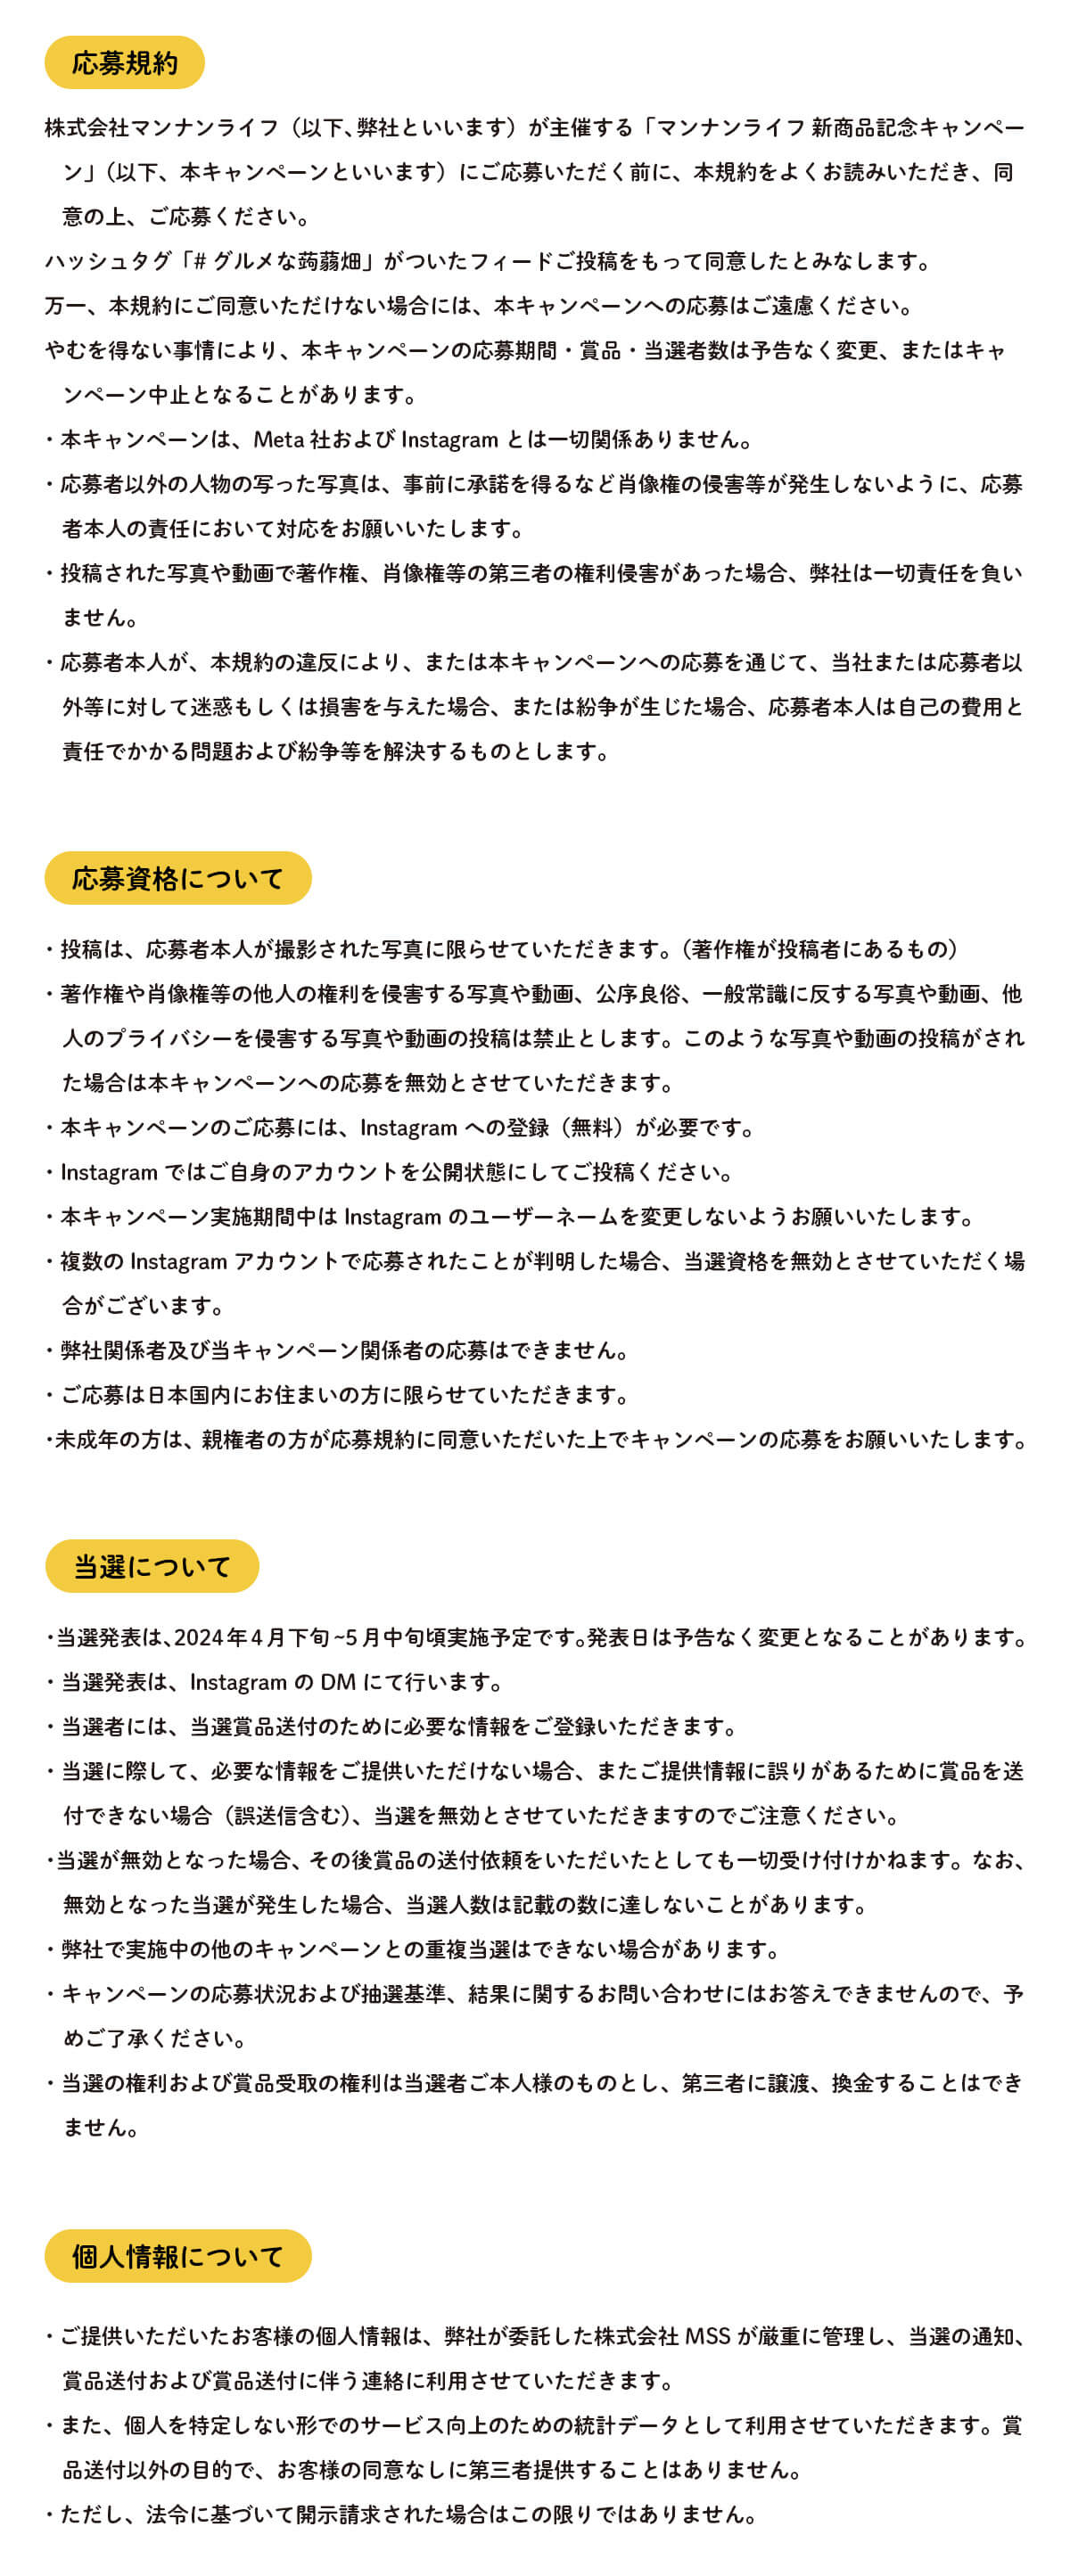 応募規約
株式会社マンナンライフ（以下、弊社といいます）が主催する「マンナンライフ 新商品記念キャンペー
ン」（以下、本キャンペーンといいます）にご応募いただく前に、本規約をよくお読みいただき、同
意の上、ご応募ください。
ハッシュタグ「# グルメな蒟蒻畑」がついたフィードご投稿をもって同意したとみなします。
万一、本規約にご同意いただけない場合には、本キャンペーンへの応募はご遠慮ください。
やむを得ない事情により、本キャンペーンの応募期間・賞品・当選者数は予告なく変更、またはキャ
ンペーン中止となることがあります。
・本キャンペーンは、Meta 社および Instagram とは一切関係ありません。
・応募者以外の人物の写った写真は、事前に承諾を得るなど肖像権の侵害等が発生しないように、応募
者本人の責任において対応をお願いいたします。
・投稿された写真や動画で著作権、肖像権等の第三者の権利侵害があった場合、弊社は一切責任を負い
ません。
・応募者本人が、本規約の違反により、または本キャンペーンへの応募を通じて、当社または応募者以
外等に対して迷惑もしくは損害を与えた場合、または紛争が生じた場合、応募者本人は自己の費用と
責任でかかる問題および紛争等を解決するものとします。
応募資格について
・投稿は、応募者本人が撮影された写真に限らせていただきます。（著作権が投稿者にあるもの）
・著作権や肖像権等の他人の権利を侵害する写真や動画、公序良俗、一般常識に反する写真や動画、他
人のプライバシーを侵害する写真や動画の投稿は禁止とします。このような写真や動画の投稿がされ
た場合は本キャンペーンへの応募を無効とさせていただきます。
・本キャンペーンのご応募には、Instagram への登録（無料）が必要です。
・Instagram ではご自身のアカウントを公開状態にしてご投稿ください。
・本キャンペーン実施期間中は Instagram のユーザーネームを変更しないようお願いいたします。
・複数の Instagram アカウントで応募されたことが判明した場合、当選資格を無効とさせていただく場
合がございます。
・弊社関係者及び当キャンペーン関係者の応募はできません。
・ご応募は日本国内にお住まいの方に限らせていただきます。
・未成年の方は、親権者の方が応募規約に同意いただいた上でキャンペーンの応募をお願いいたします。
当選について
・当選発表は、2024 年 4 月下旬 ~5 月中旬頃実施予定です。発表日は予告なく変更となることがあります。
・当選発表は、Instagram の DM にて行います。
・当選者には、当選賞品送付のために必要な情報をご登録いただきます。
・当選に際して、必要な情報をご提供いただけない場合、またご提供情報に誤りがあるために賞品を送
付できない場合（誤送信含む）、当選を無効とさせていただきますのでご注意ください。
・当選が無効となった場合、その後賞品の送付依頼をいただいたとしても一切受け付けかねます。なお、
無効となった当選が発生した場合、当選人数は記載の数に達しないことがあります。
・弊社で実施中の他のキャンペーンとの重複当選はできない場合があります。
・キャンペーンの応募状況および抽選基準、結果に関するお問い合わせにはお答えできませんので、予
めご了承ください。
・当選の権利および賞品受取の権利は当選者ご本人様のものとし、第三者に譲渡、換金することはでき
ません。
個人情報について
・ご提供いただいたお客様の個人情報は、弊社が委託した株式会社 MSS が厳重に管理し、当選の通知、
賞品送付および賞品送付に伴う連絡に利用させていただきます。
・また、個人を特定しない形でのサービス向上のための統計データとして利用させていただきます。賞
品送付以外の目的で、お客様の同意なしに第三者提供することはありません。
・ただし、法令に基づいて開示請求された場合はこの限りではありません。